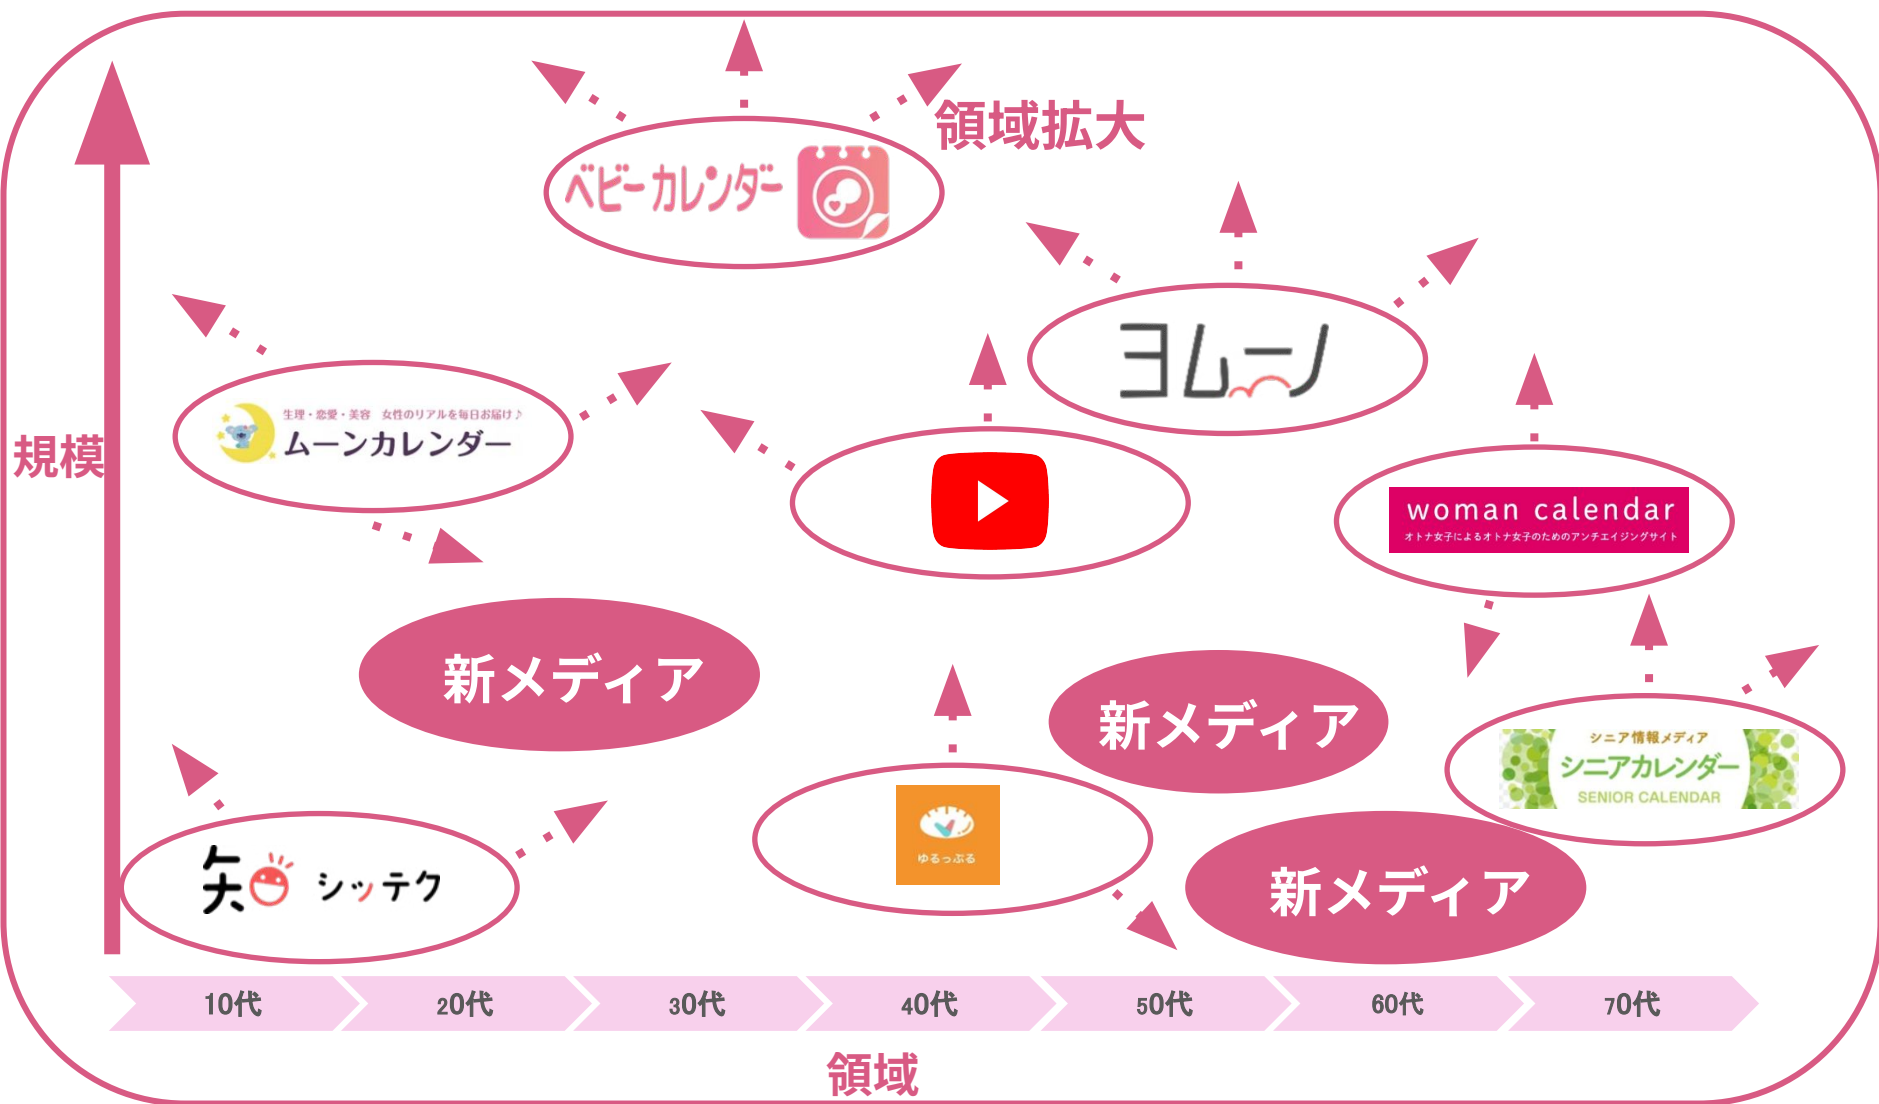 領域拡大
ベビーカレンダー
ヨムーノ
生理・恋愛・美容 女性のリアルを毎日お届け♪
ムーンカレンダー
規模
woman calendar
オトナ女子によるオトナ女子のためのアンチエイジングサイト
新メディア
新メディア
シニア情報メディア
シニアカレンダー
SENIOR CALENDAR
ゆるっぷる
知 シッテク
新メディア
10代
20代
30代
40代
50代
60代
70代
領域